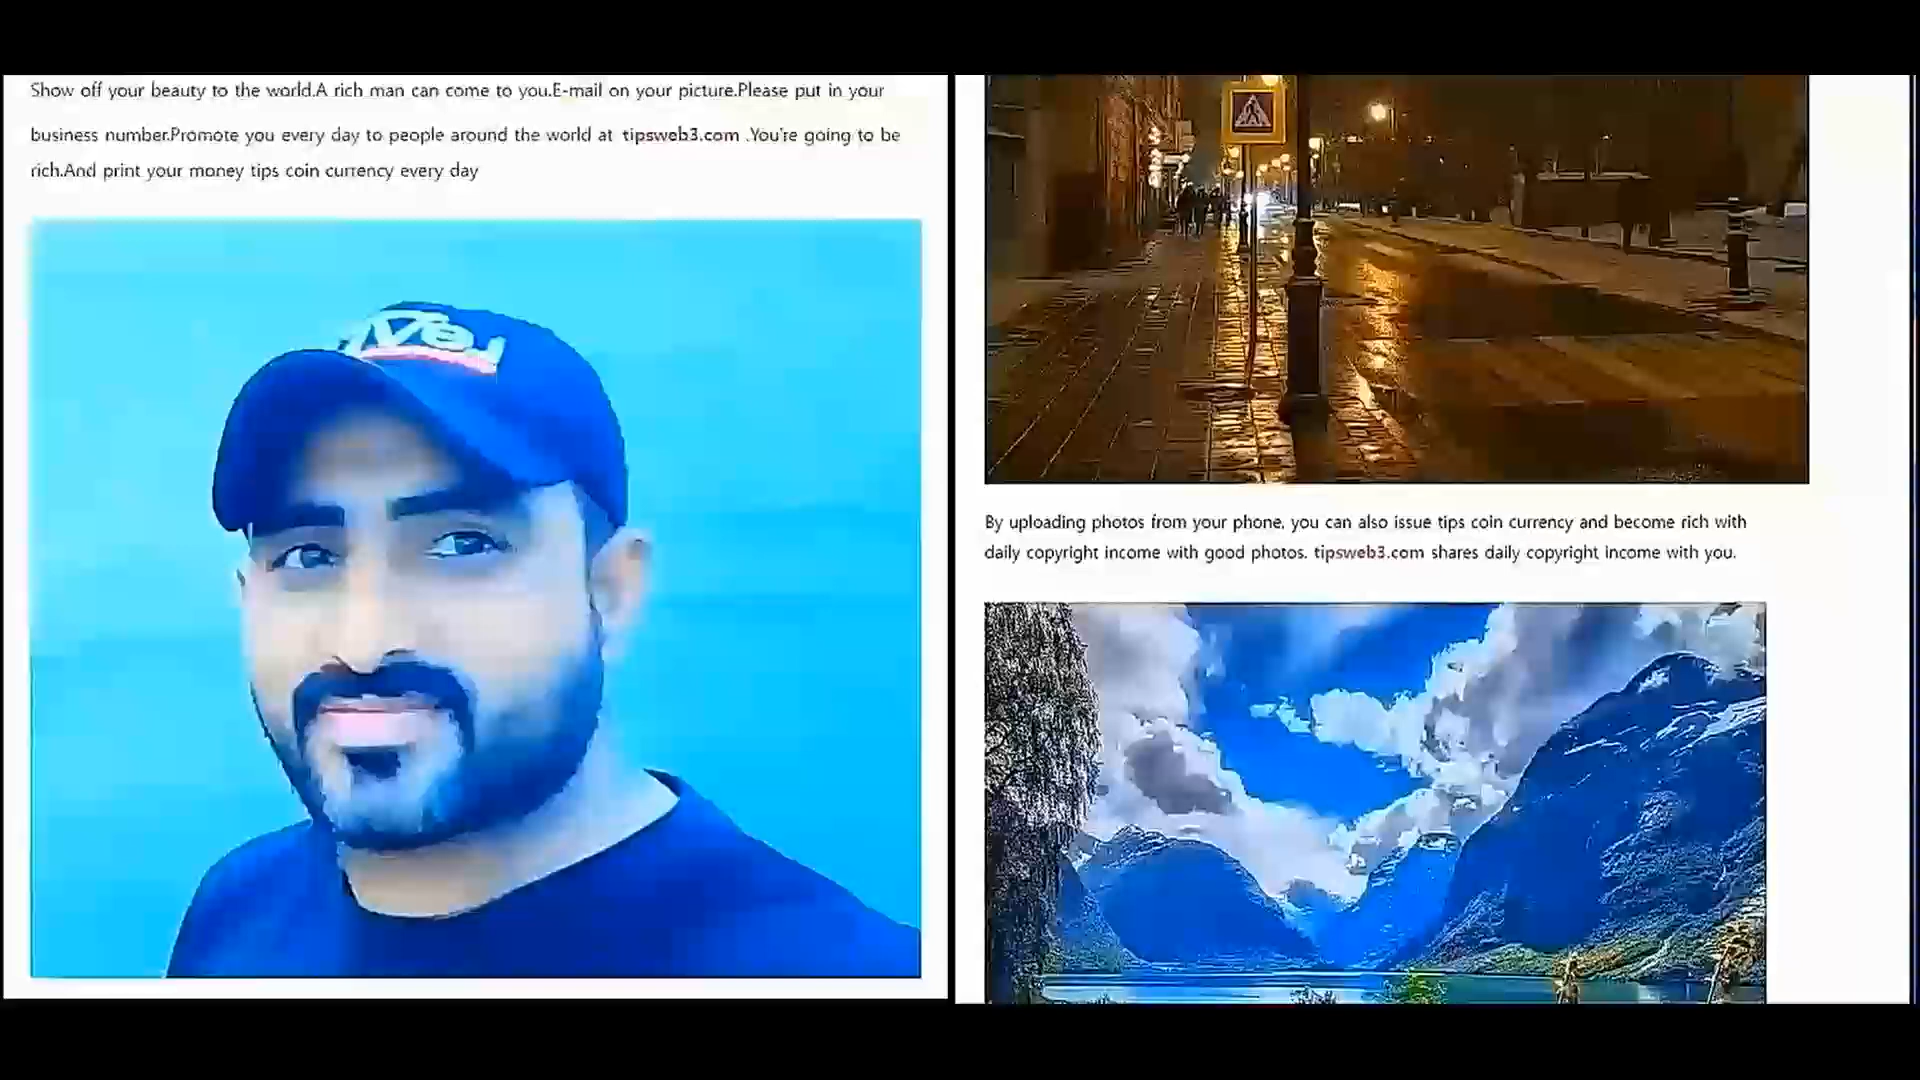 Show off your beauty to the world.A rich man can come to you.E-mail on your picture.Please put in your
business number.Promote you every day to people around the world at tipsweb3.com .You're going to be
rich.And print your money tips coin currency every day
By uploading photos from your phone, you can also issue tips coin currency and become rich with
daily copyright income with good photos. tipsweb3.com shares daily copyright income with you.